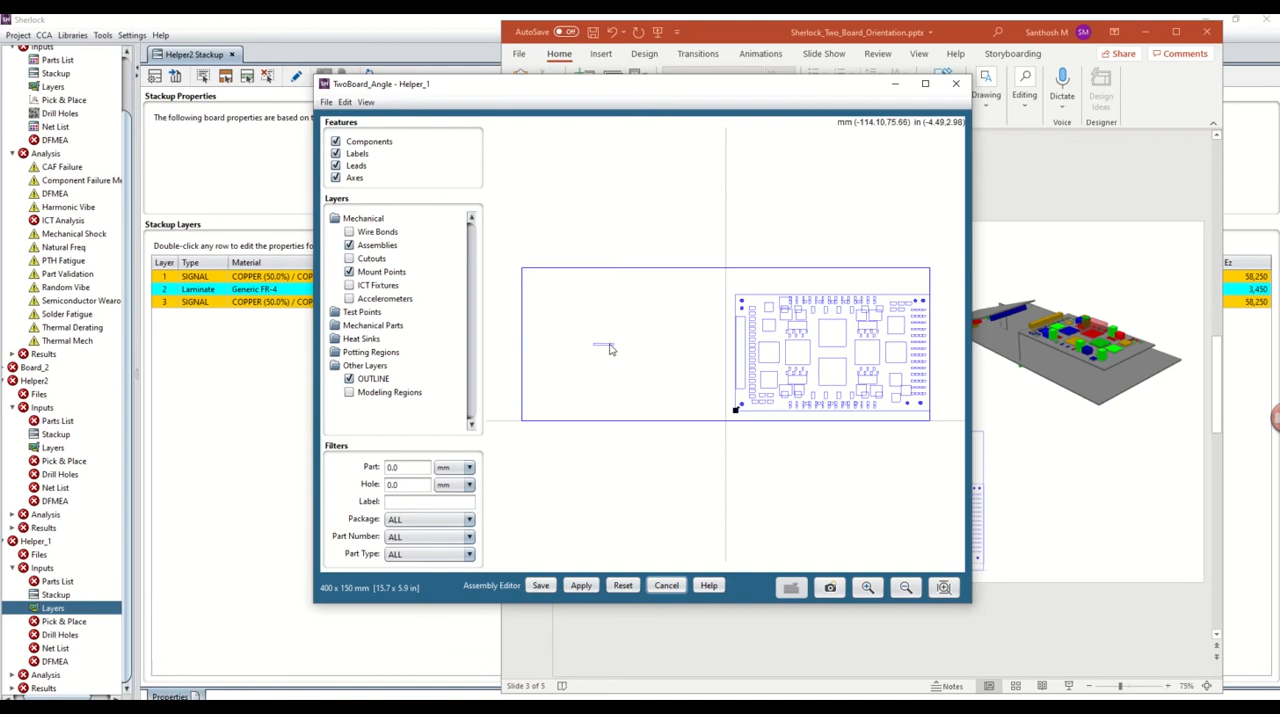 Sherlock
Project CCA Libraries Tools Settings Help
Inputs
Parts List
Stackup
Layers
Pick & Place
Drill Holes
Net List
DFMEA
Analysis
CAF Failure
Component Failure Me
DFMEA
Harmonic Vibe
ICT Analysis
Mechanical Shock
Natural Freq
PTH Fatigue
Part Validation
Random Vibe
Semiconductor Wearo
Solder Fatigue
Thermal Derating
Thermal Mech
Results
Board_2
Helper2
Files
Inputs
Parts List
Stackup
Layers
Pick & Place
Drill Holes
Net List
DFMEA
Analysis
Results
Helper_1
Files
Inputs
Parts List
Stackup
Layers
Pick & Place
Drill Holes
Net List
DFMEA
Analysis
Results
Helper2 Stackup
Stackup Properties
The following board properties are based on
Stackup Layers
Double-click any row to edit the properties fo
Layer Type Material
1 SIGNAL COPPER (50.0%) / COP
2 Laminate Generic FR-4
3 SIGNAL COPPER (50.0%) / COP
Properties
TwoBoard_Angle - Helper_1
File Edit View
Features
Components
Labels
Leads
Axes
Layers
Mechanical
Wire Bonds
Assemblies
Cutouts
Mount Points
ICT Fixtures
Accelerometers
Test Points
Mechanical Parts
Heat Sinks
Potting Regions
Other Layers
OUTLINE
Modeling Regions
Filters
Part: 0.0 mm
Hole: 0.0 mm
Label:
Package: ALL
Part Number: ALL
Part Type: ALL
mm (-114.10,75.66) in (-4.49,2.98)
400 x 150 mm [15.7 x 5.9 in]
Assembly Editor Save Apply Reset Cancel Help
AutoSave Off
Sherlock_Two_Board_Orientation.pptx
Santhosh M SM
File Home Insert Design Transitions Animations Slide Show Review View Help Storyboarding
Share Comments
Drawing
Editing
Dictate
Design
Ideas
Voice
Designer
Slide 3 of 5
Notes
75%
Ez
58,250
3,450
58,250